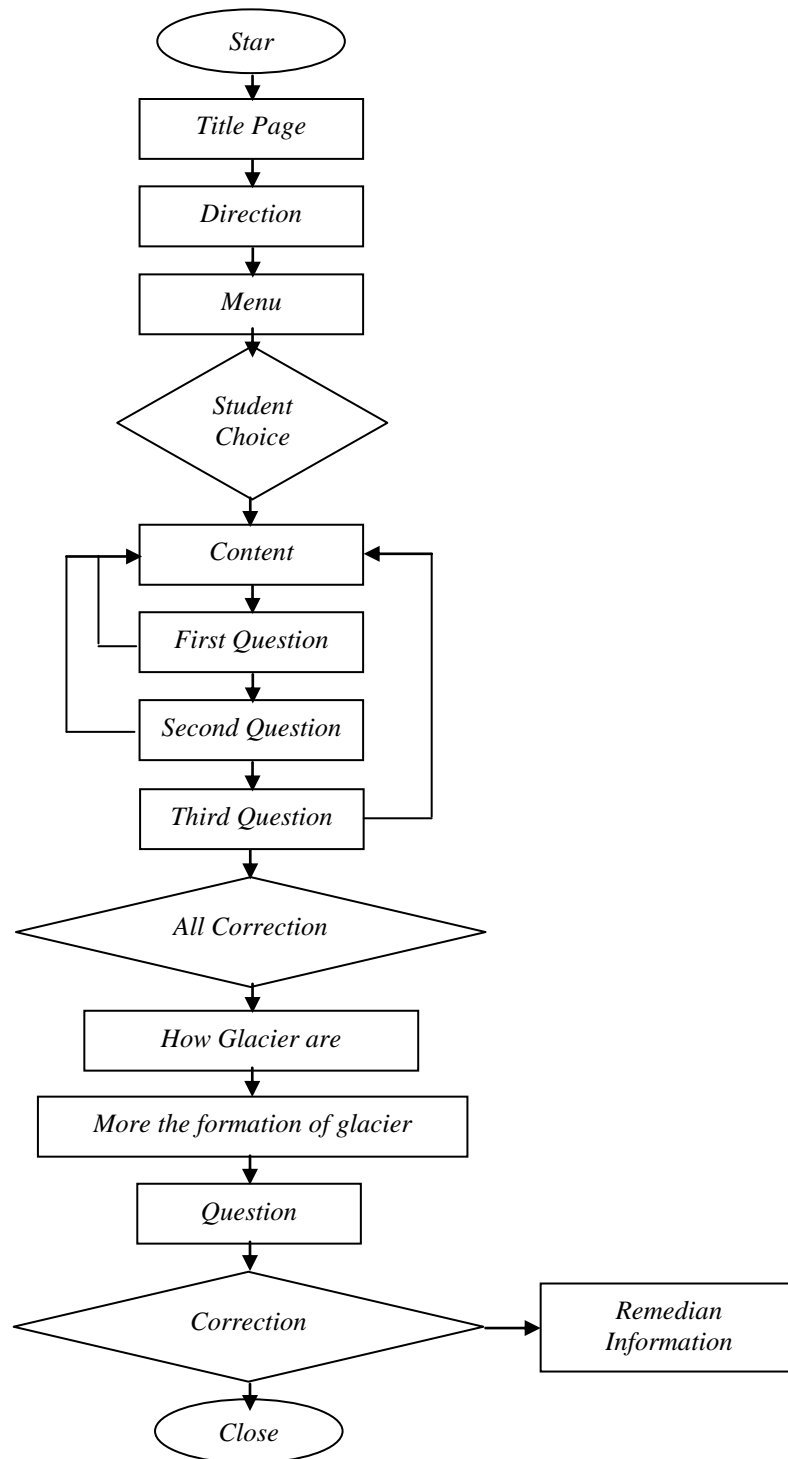 Star
Title Page
Direction
Menu
Student
Choice
Content
First Question
Second Question
Third Question
All Correction
How Glacier are
More the formation of glacier
Question
Correction
Remedian
Information
Close